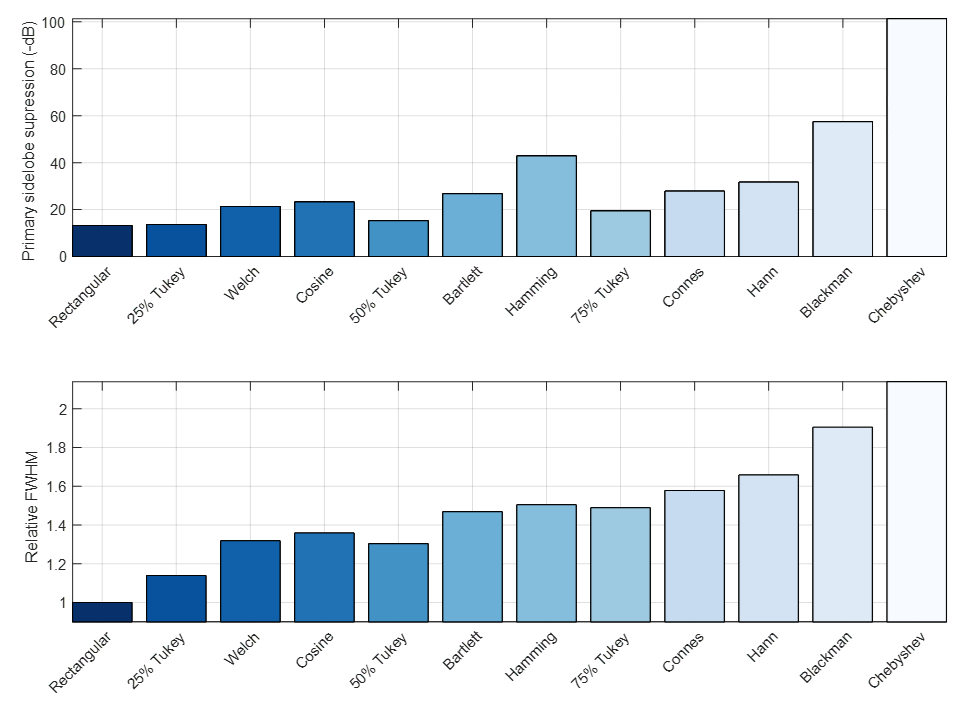 Primary sidelobe supression (-dB)
100
80
60
40
20
0
Rectangular
25% Tukey
Welch
Cosine
50% Tukey
Bartlett
Hamming
75% Tukey
Connes
Hann
Blackman
Chebyshev
Relative FWHM
2
1.8
1.6
1.4
1.2
1
Rectangular
25% Tukey
Welch
Cosine
50% Tukey
Bartlett
Hamming
75% Tukey
Connes
Hann
Blackman
Chebyshev